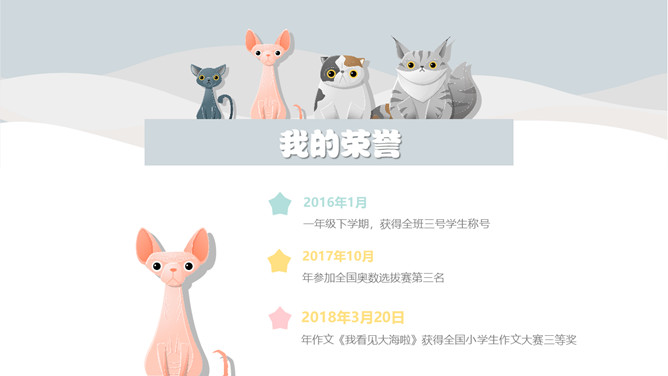 我的荣誉
2016年1月
一年级下学期，获得全班三号学生称号
2017年10月
年参加全国奥数选拔赛第三名
2018年3月20日
年作文《我看见大海啦》获得全国小学生作文大赛三等奖